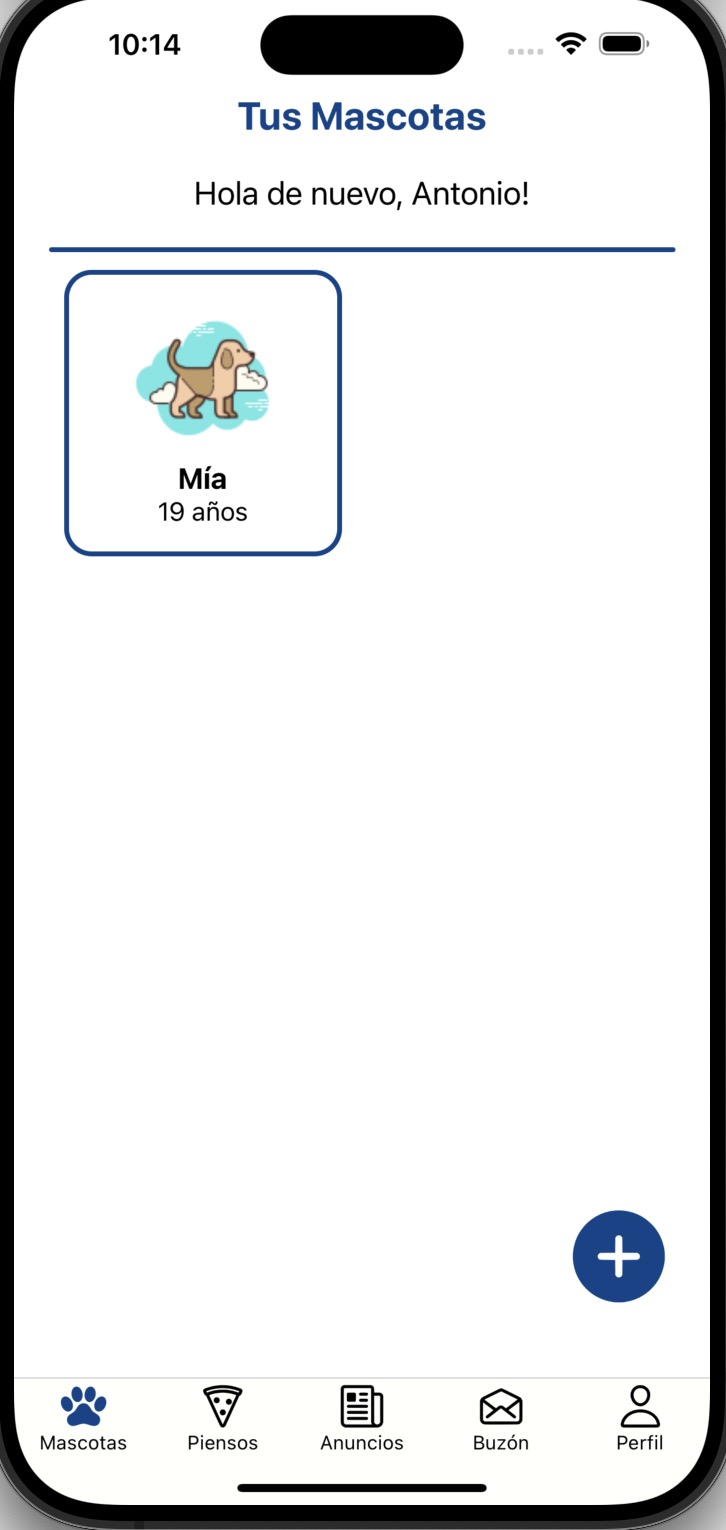 10:14
Tus Mascotas
Hola de nuevo, Antonio!
Mía
19 años
Mascotas
Piensos
Anuncios
Buzón
Perfil